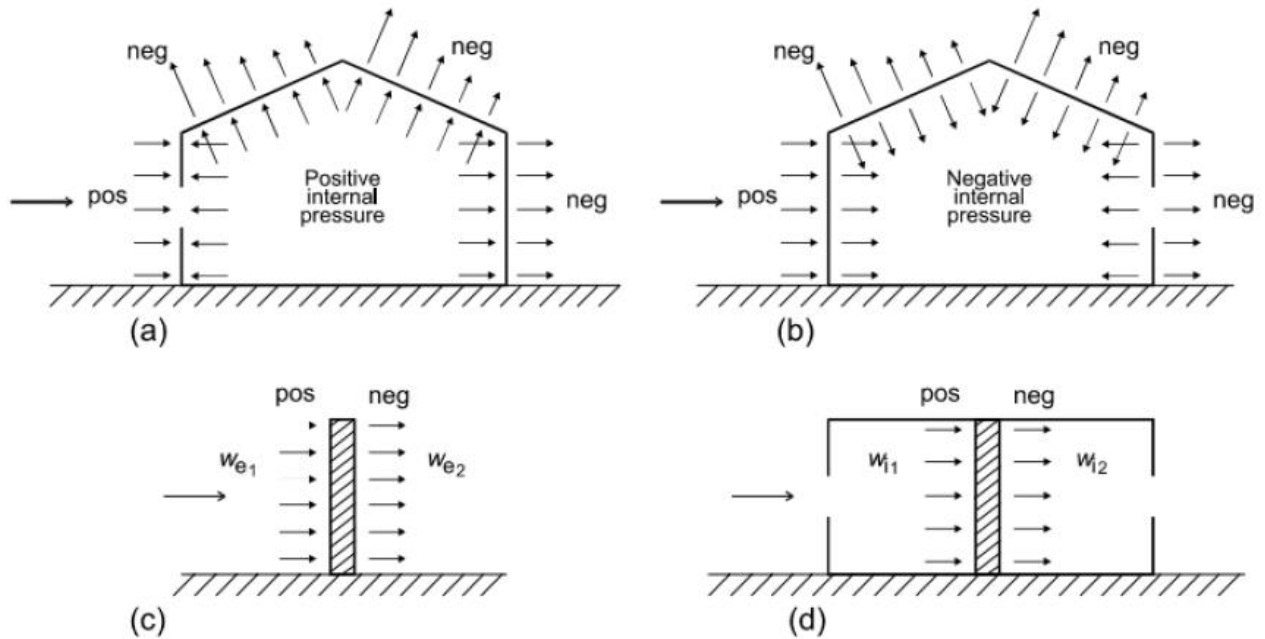 neg
neg
pos
Positive
internal
pressure
neg
(a)
neg
neg
pos
Negative
internal
pressure
neg
(b)
pos neg
we1
we2
(c)
pos neg
wi1
wi2
(d)